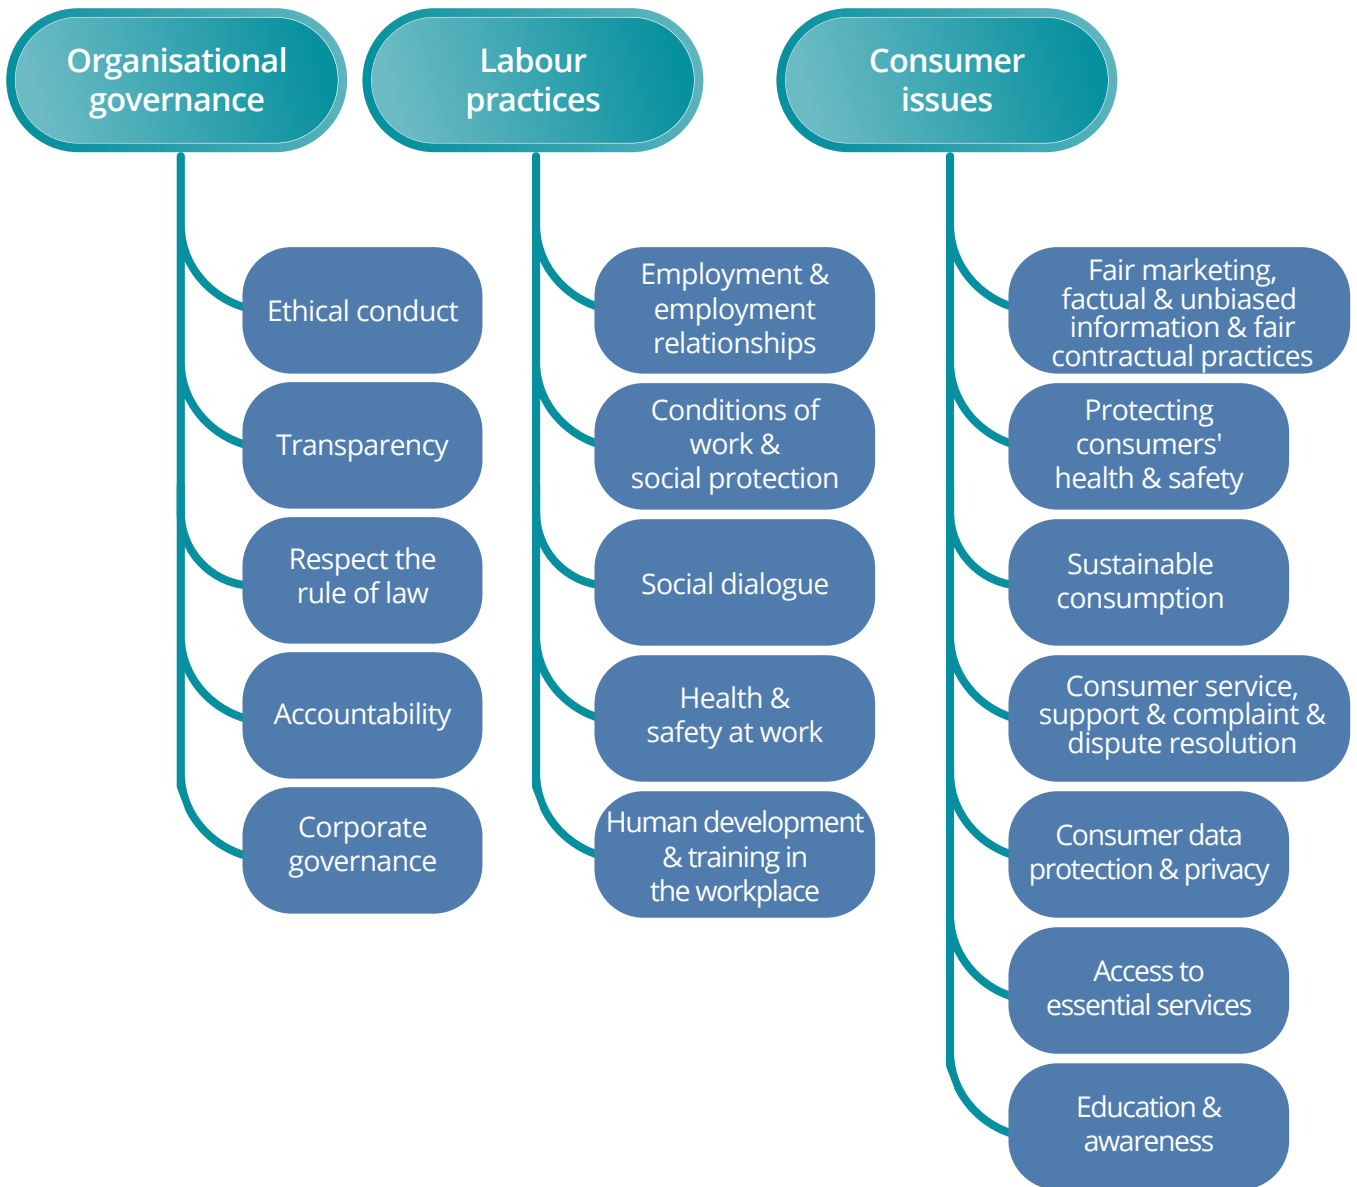 Organisational
governance
Ethical conduct
Transparency
Respect the
rule of law
Accountability
Corporate
governance
Labour
practices
Employment &
employment
relationships
Conditions of
work &
social protection
Social dialogue
Health &
safety at work
Human development
& training in
the workplace
Consumer
issues
Fair marketing,
factual & unbiased
information & fair
contractual practices
Protecting
consumers'
health & safety
Sustainable
consumption
Consumer service,
support & complaint &
dispute resolution
Consumer data
protection & privacy
Access to
essential services
Education &
awareness